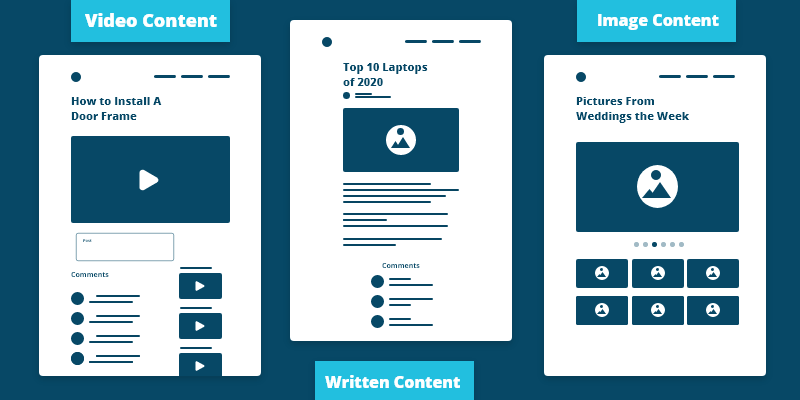 Video Content
How to Install A
Door Frame
Post
Comments
Top 10 Laptops
of 2020
Comments
Written Content
Image Content
Pictures From
Weddings the Week